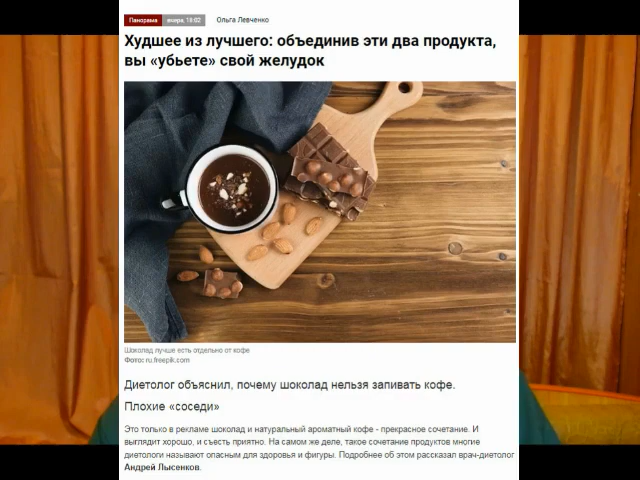 Панорама вчера, 18:02 Ольга Левченко
Худшее из лучшего: объединив эти два продукта,
вы «убьете» свой желудок
Шоколад лучше есть отдельно от кофе
Фото: ru.freepik.com
Диетолог объяснил, почему шоколад нельзя запивать кофе.
Плохие «соседи»
Это только в рекламе шоколад и натуральный ароматный кофе - прекрасное сочетание. И
выглядит хорошо, и съесть приятно. На самом же деле, такое сочетание продуктов многие
диетологи называют опасным для здоровья и фигуры. Подробнее об этом рассказал врач-диетолог
Андрей Лысенков.